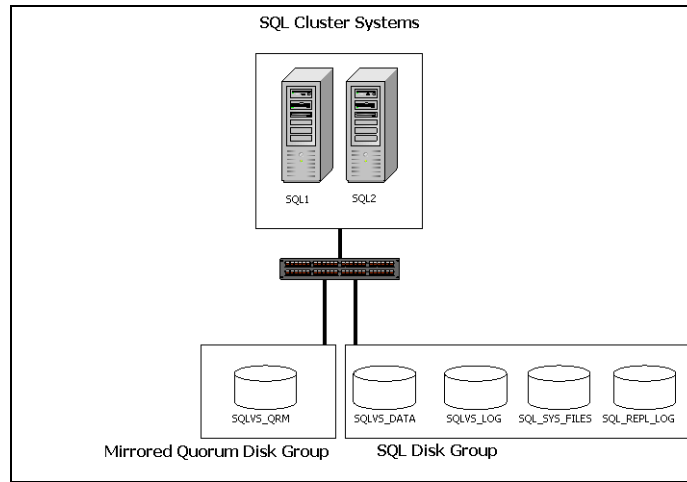 SQL Cluster Systems
SQL1
SQL2
SQLVS_QRM
SQLVS_DATA
SQLVS_LOG
SQL_SYS_FILES
SQL_REPL_LOG
Mirrored Quorum Disk Group
SQL Disk Group